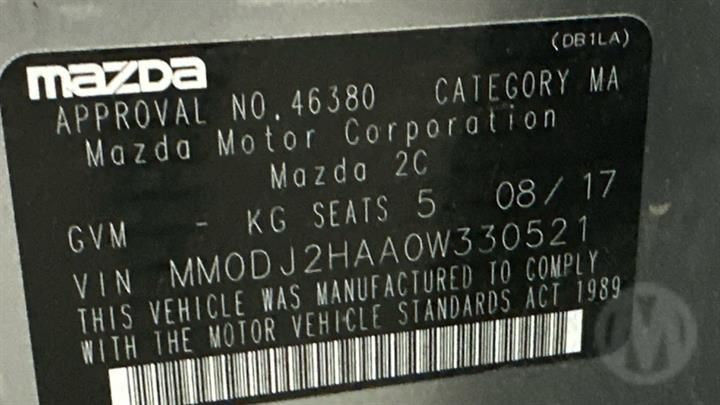 (DB1LA)
mazda
APPROVAL NO. 46380 CATEGORY MA
Mazda Motor Corporation
Mazda 2C
GVM - KG SEATS 5 08/17
VIN MM0DJ2HAA0W330521
THIS VEHICLE WAS MANUFACTURED TO COMPLY
WITH THE MOTOR VEHICLE STANDARDS ACT 1989
M